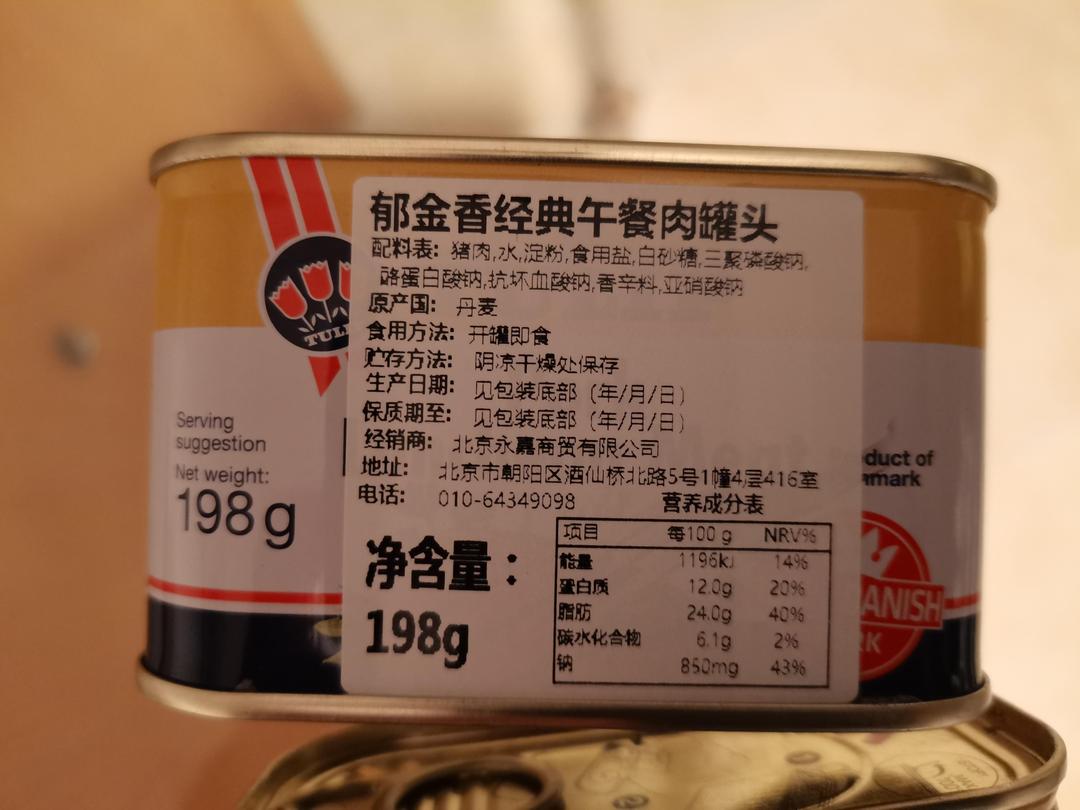 郁金香经典午餐肉罐头
配料表: 猪肉,水,淀粉,食用盐,白砂糖,三聚磷酸钠,
酪蛋白酸钠,抗坏血酸钠,香辛料,亚硝酸钠
原产国: 丹麦
食用方法: 开罐即食
贮存方法: 阴凉干燥处保存
生产日期: 见包装底部 (年/月/日)
保质期至: 见包装底部 (年/月/日)
经销商: 北京永嘉商贸有限公司
地址: 北京市朝阳区酒仙桥北路5号1幢4层416室
电话: 010-64349098
营养成分表
项目 每100 g NRV%
能量 1196kJ 14%
蛋白质 12.0g 20%
脂肪 24.0g 40%
碳水化合物 6.1g 2%
钠 850mg 43%
净含量:
198g
TULI
Serving
suggestion
Net weight:
198g
duct of
mark
ANISH
RK